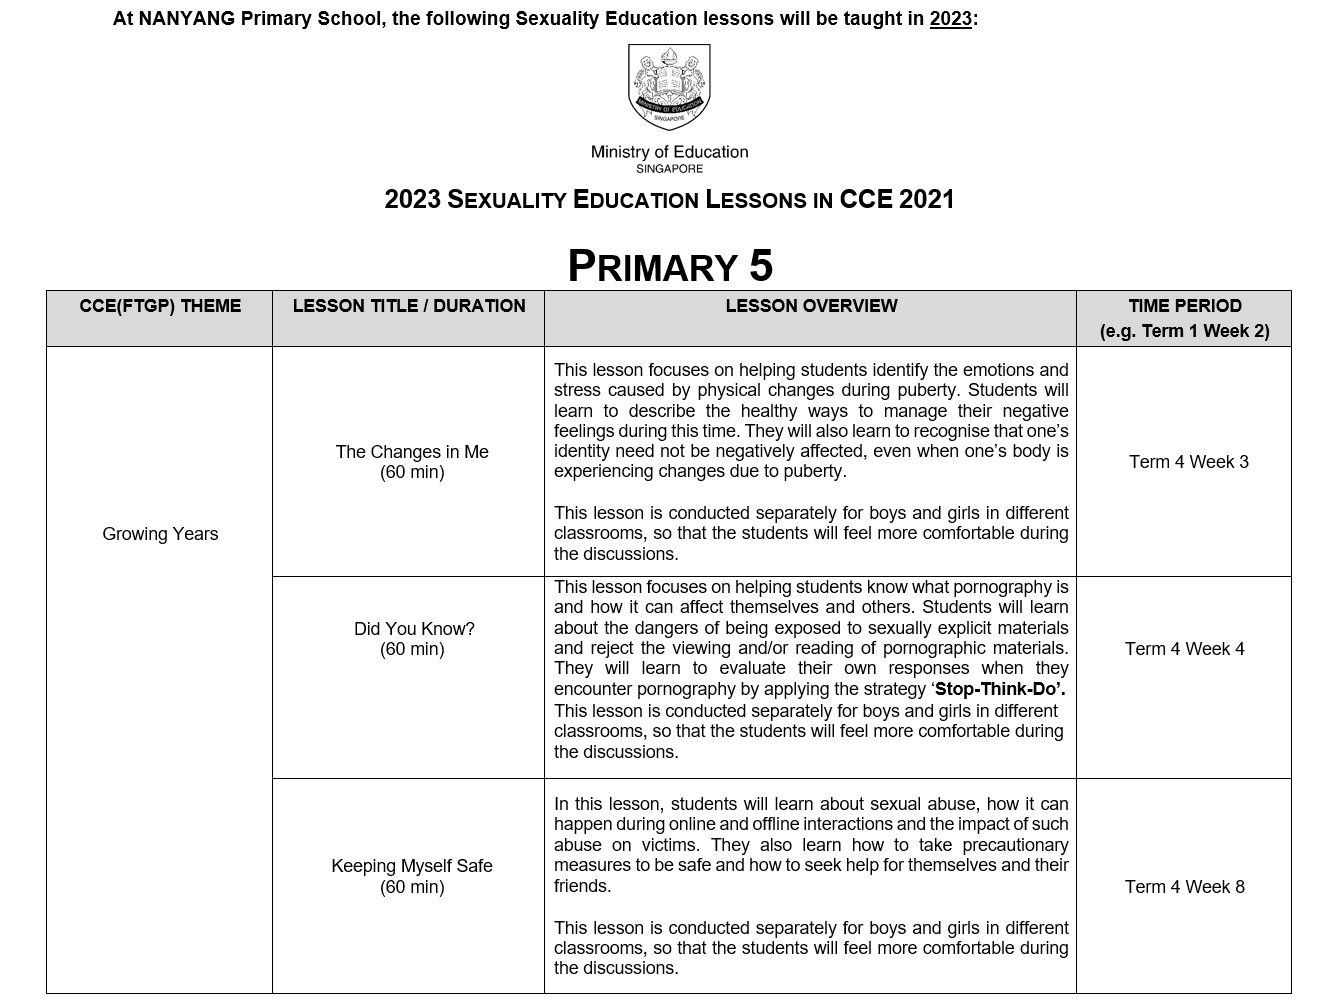 At NANYANG Primary School, the following Sexuality Education lessons will be taught in 2023:
MINISTRY OF EDUCATION
SINGAPORE
Ministry of Education
SINGAPORE
2023 SEXUALITY EDUCATION LESSONS IN CCE 2021
PRIMARY 5
CCE(FTGP) THEME
LESSON TITLE / DURATION
LESSON OVERVIEW
TIME PERIOD
(e.g. Term 1 Week 2)
Growing Years
The Changes in Me
(60 min)
This lesson focuses on helping students identify the emotions and
stress caused by physical changes during puberty. Students will
learn to describe the healthy ways to manage their negative
feelings during this time. They will also learn to recognise that one’s
identity need not be negatively affected, even when one’s body is
experiencing changes due to puberty.
This lesson is conducted separately for boys and girls in different
classrooms, so that the students will feel more comfortable during
the discussions.
Term 4 Week 3
Did You Know?
(60 min)
This lesson focuses on helping students know what pornography is
and how it can affect themselves and others. Students will learn
about the dangers of being exposed to sexually explicit materials
and reject the viewing and/or reading of pornographic materials.
They will learn to evaluate their own responses when they
encounter pornography by applying the strategy ‘Stop-Think-Do’.
This lesson is conducted separately for boys and girls in different
classrooms, so that the students will feel more comfortable during
the discussions.
Term 4 Week 4
Keeping Myself Safe
(60 min)
In this lesson, students will learn about sexual abuse, how it can
happen during online and offline interactions and the impact of such
abuse on victims. They also learn how to take precautionary
measures to be safe and how to seek help for themselves and their
friends.
This lesson is conducted separately for boys and girls in different
classrooms, so that the students will feel more comfortable during
the discussions.
Term 4 Week 8